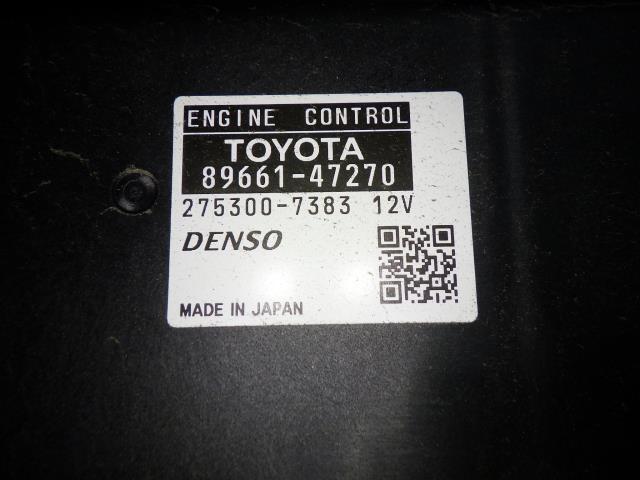 ENGINE CONTROL
TOYOTA
89661-47270
275300-7383 12V
DENSO
MADE IN JAPAN